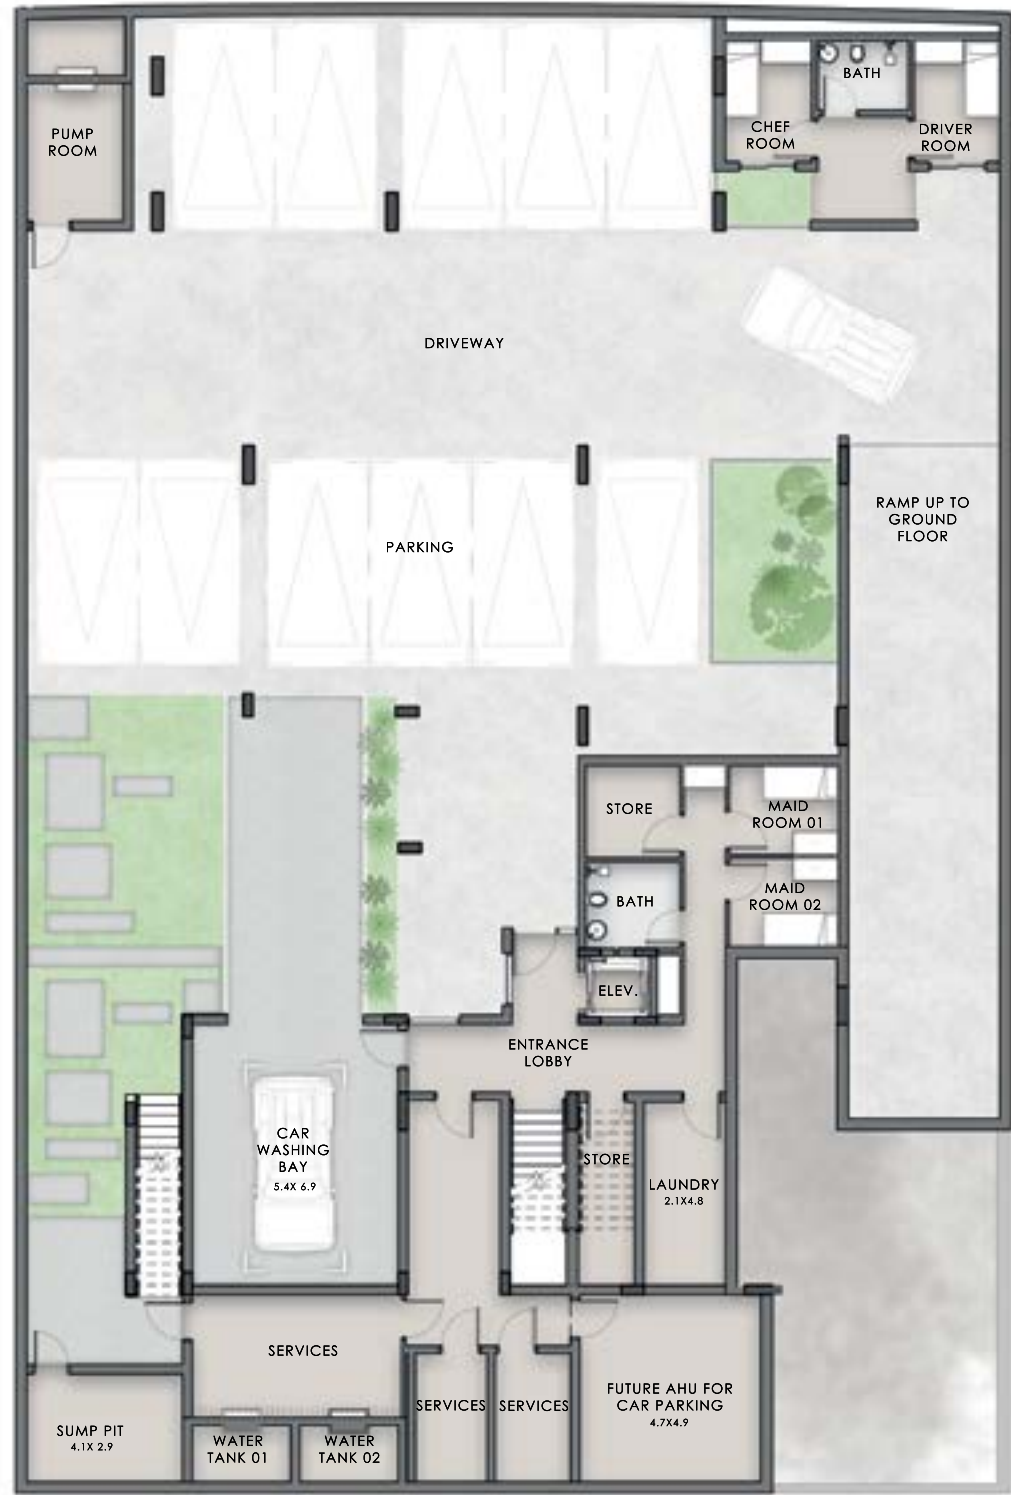 BATH
PUMP
ROOM
CHEF
ROOM
DRIVER
ROOM
DRIVEWAY
RAMP UP TO
GROUND
FLOOR
PARKING
STORE
MAID
ROOM 01
BATH
MAID
ROOM 02
ELEV.
ENTRANCE
LOBBY
CAR
WASHING
BAY
5.4X 6.9
STORE
LAUNDRY
2.1X4.8
SERVICES
SERVICES
SERVICES
FUTURE AHU FOR
CAR PARKING
4.7X4.9
SUMP PIT
4.1X 2.9
WATER
TANK 01
WATER
TANK 02